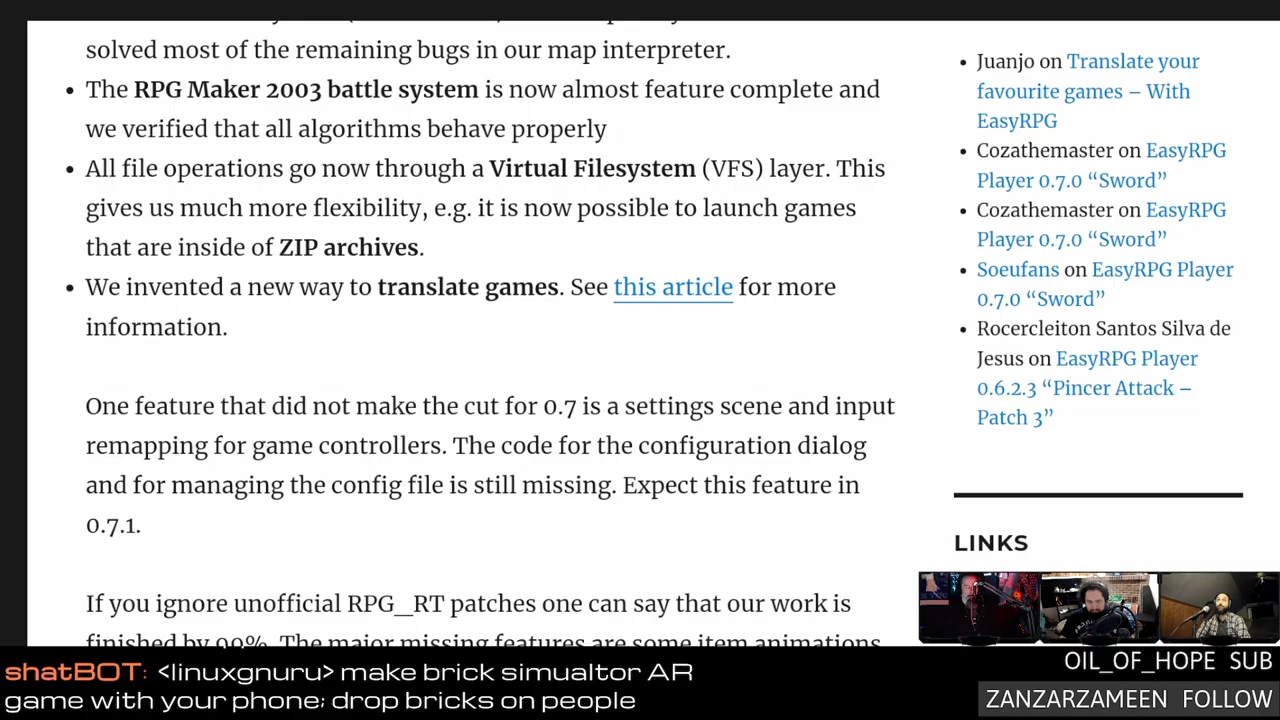 solved most of the remaining bugs in our map interpreter.
The RPG Maker 2003 battle system is now almost feature complete and
we verified that all algorithms behave properly
All file operations go now through a Virtual Filesystem (VFS) layer. This
gives us much more flexibility, e.g. it is now possible to launch games
that are inside of ZIP archives.
We invented a new way to translate games. See this article for more
information.
One feature that did not make the cut for 0.7 is a settings scene and input
remapping for game controllers. The code for the configuration dialog
and for managing the config file is still missing. Expect this feature in
0.7.1.
If you ignore unofficial RPG_RT patches one can say that our work is
finished by 99%. The major missing features are some item animations
Juanjo on Translate your
favourite games – With
EasyRPG
Cozathemaster on EasyRPG
Player 0.7.0 “Sword”
Cozathemaster on EasyRPG
Player 0.7.0 “Sword”
Soeufans on EasyRPG Player
0.7.0 “Sword”
Rocercleiton Santos Silva de
Jesus on EasyRPG Player
0.6.2.3 “Pincer Attack –
Patch 3”
LINKS
shatBOT: <linuxgnuru> make brick simualtor AR
game with your phone; drop bricks on people
OIL_OF_HOPE SUB
ZANZARZAMEEN FOLLOW